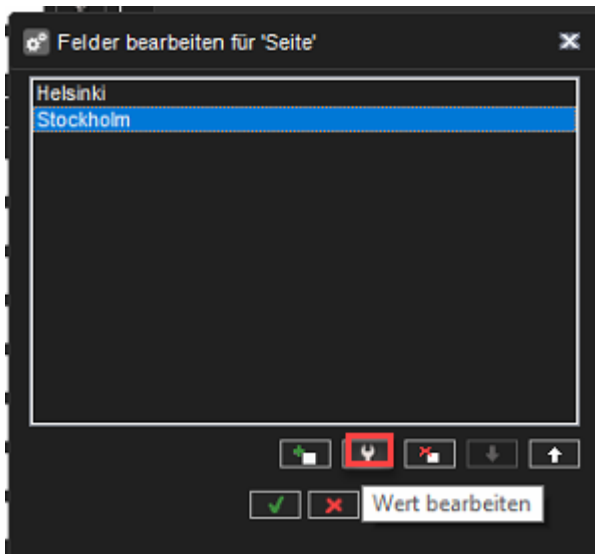 Felder bearbeiten für 'Seite'
Helsinki
Stockholm
Wert bearbeiten